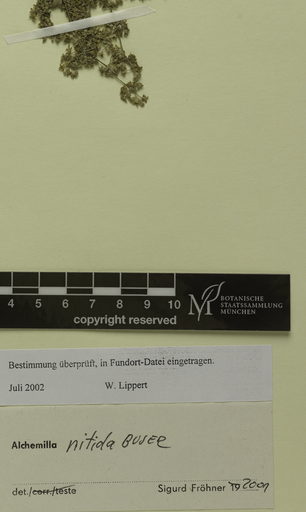 4 5 6 7 8 9 10
copyright reserved
BOTANISCHE
STAATSSAMMLUNG
MÜNCHEN
Bestimmung überprüft, in Fundort-Datei eingetragen.
Juli 2002 W. Lippert
Alchemilla nitida BUSER
det./corr./teste Sigurd Fröhner 19 2001